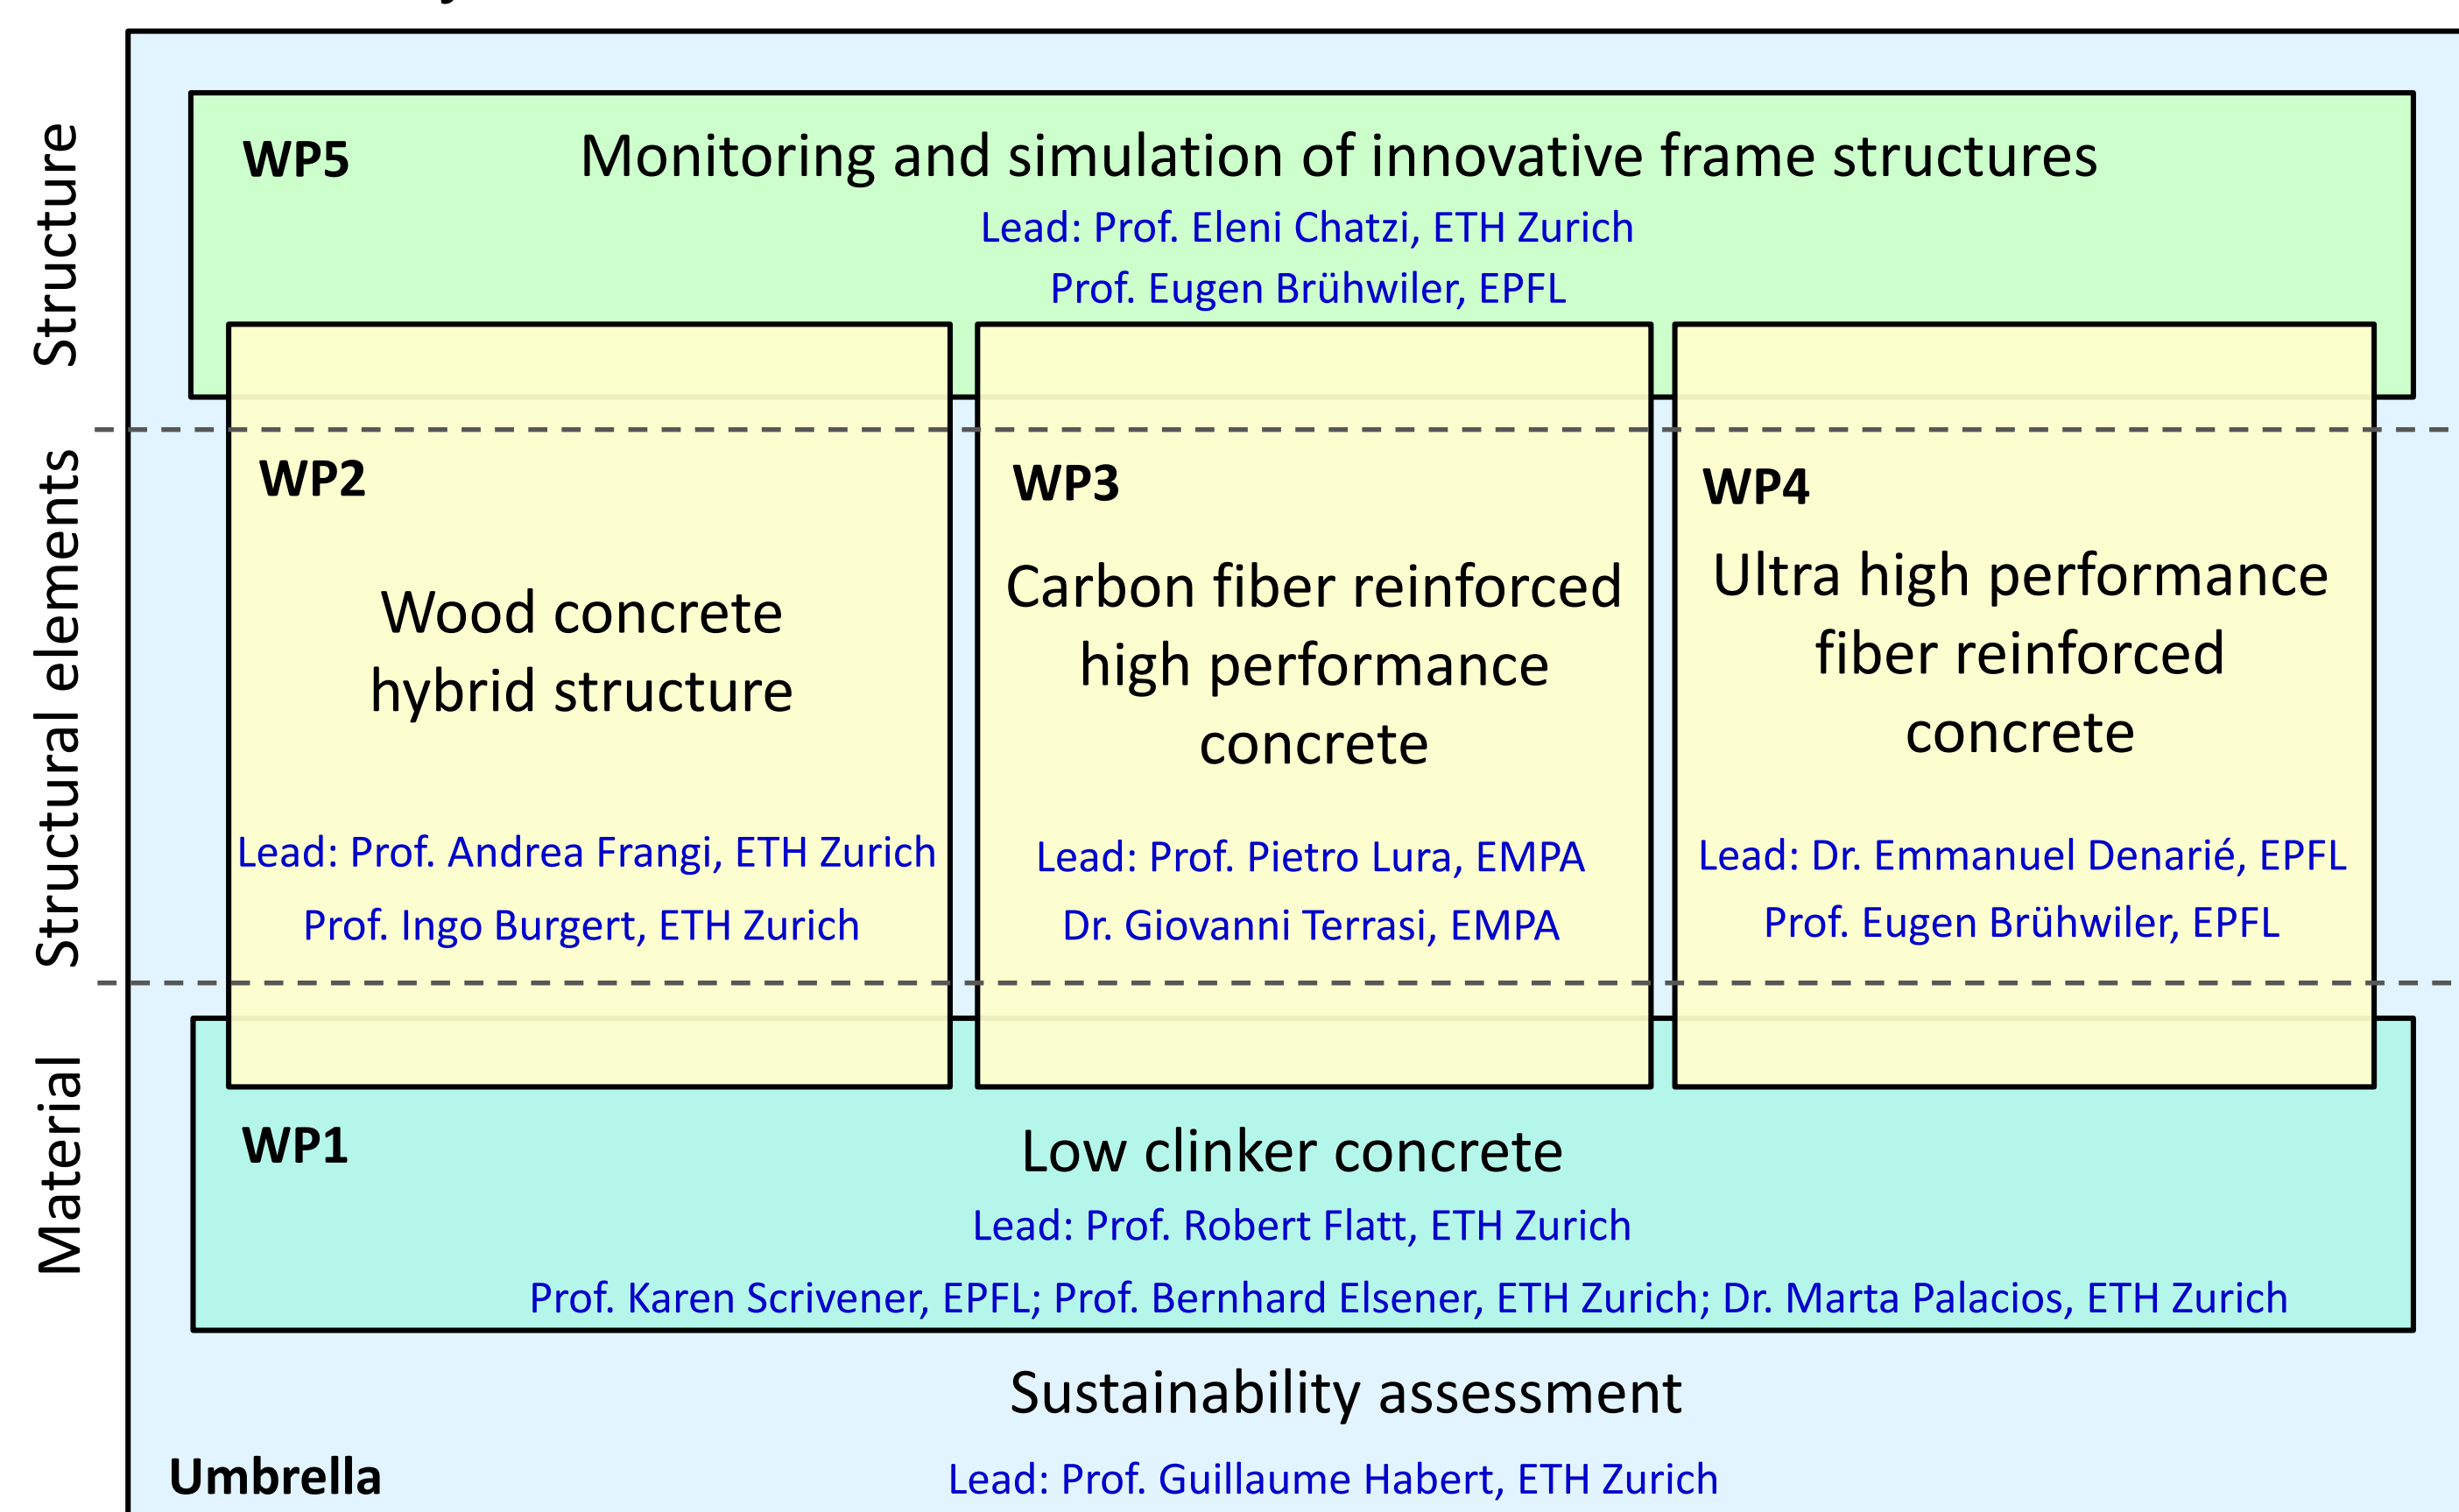 Structure
WP5
Monitoring and simulation of innovative frame structures
Lead: Prof. Eleni Chatzi, ETH Zurich
Prof. Eugen Brühwiler, EPFL
Structural elements
WP2
Wood concrete
hybrid structure
Lead: Prof. Andrea Frangi, ETH Zurich
Prof. Ingo Burgert, ETH Zurich
WP3
Carbon fiber reinforced
high performance
concrete
Lead: Prof. Pietro Lura, EMPA
Dr. Giovanni Terrasi, EMPA
WP4
Ultra high performance
fiber reinforced
concrete
Lead: Dr. Emmanuel Denarié, EPFL
Prof. Eugen Brühwiler, EPFL
Material
WP1
Low clinker concrete
Lead: Prof. Robert Flatt, ETH Zurich
Prof. Karen Scrivener, EPFL; Prof. Bernhard Elsener, ETH Zurich; Dr. Marta Palacios, ETH Zurich
Sustainability assessment
Umbrella
Lead: Prof. Guillaume Habert, ETH Zurich